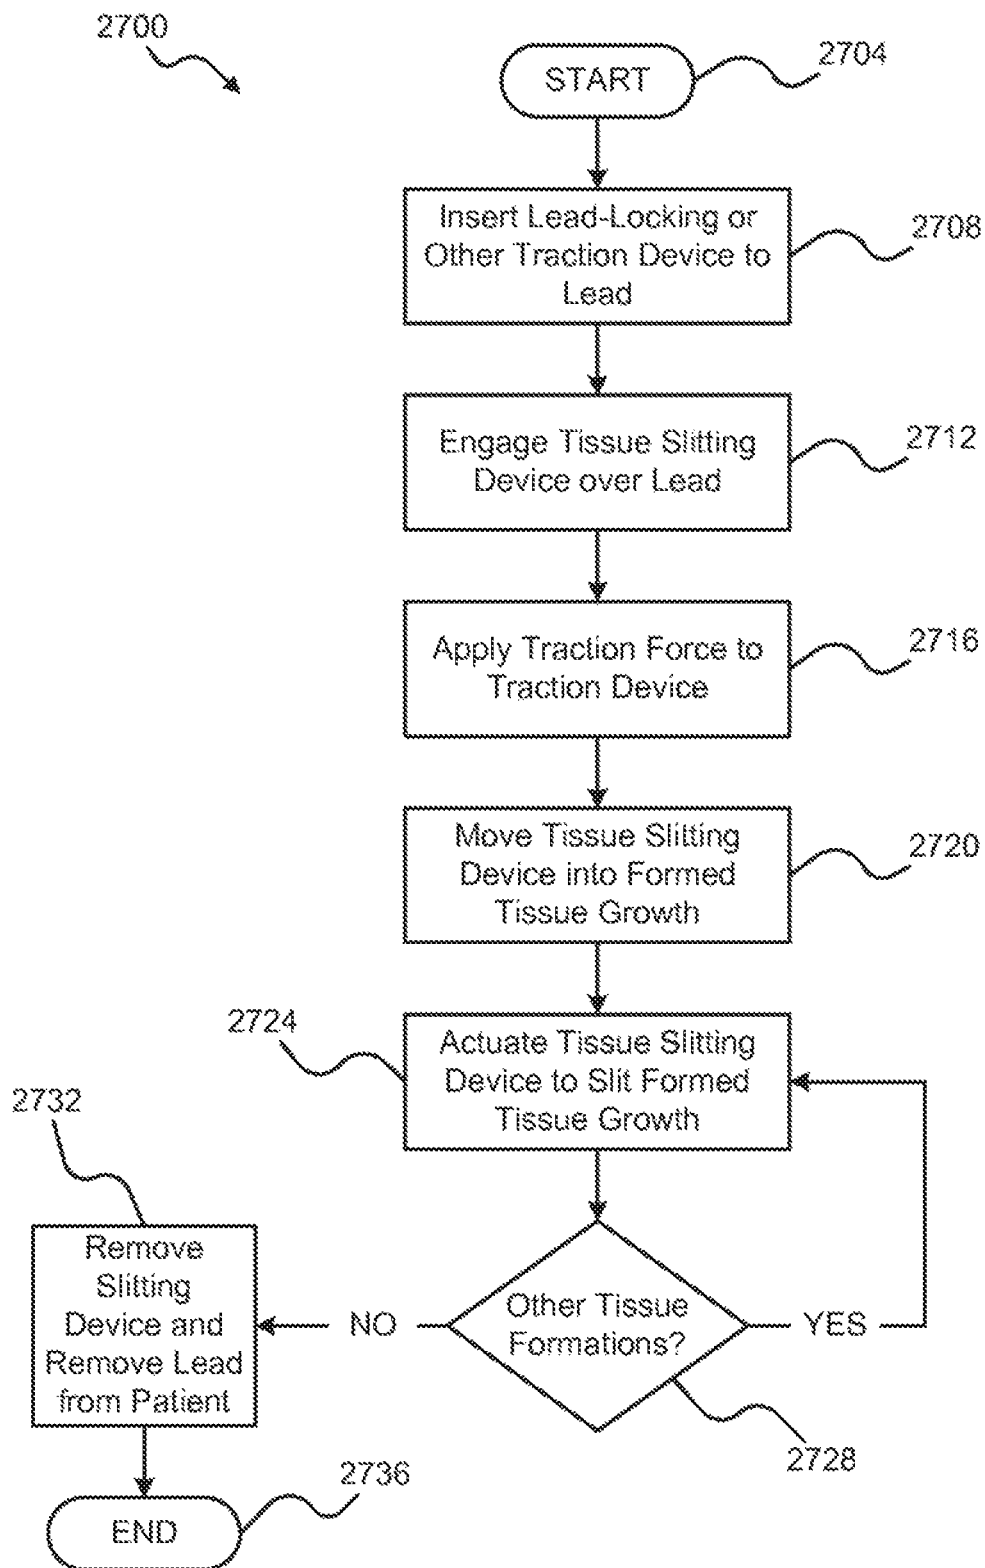 2700
START
2704
Insert Lead-Locking or
Other Traction Device to
Lead
2708
Engage Tissue Slitting
Device over Lead
2712
Apply Traction Force to
Traction Device
2716
Move Tissue Slitting
Device into Formed
Tissue Growth
2720
2724
Actuate Tissue Slitting
Device to Slit Formed
Tissue Growth
2732
Remove
Slitting
Device and
Remove Lead
from Patient
NO
Other Tissue
Formations?
YES
2728
2736
END